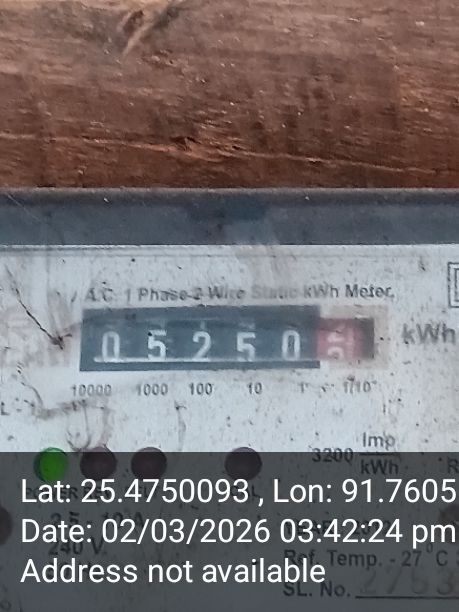 A.C. 1 Phase 2 Wire Static kWh Meter
0 5 2 5 0
kWh
10000 1000 100 10 1 1/10
Imp
3200 kWh
Lat: 25.4750093 , Lon: 91.7605
Date: 02/03/2026 03:42:24 pm
240 V.
Ref. Temp. - 27°C
Address not available
SL. No.